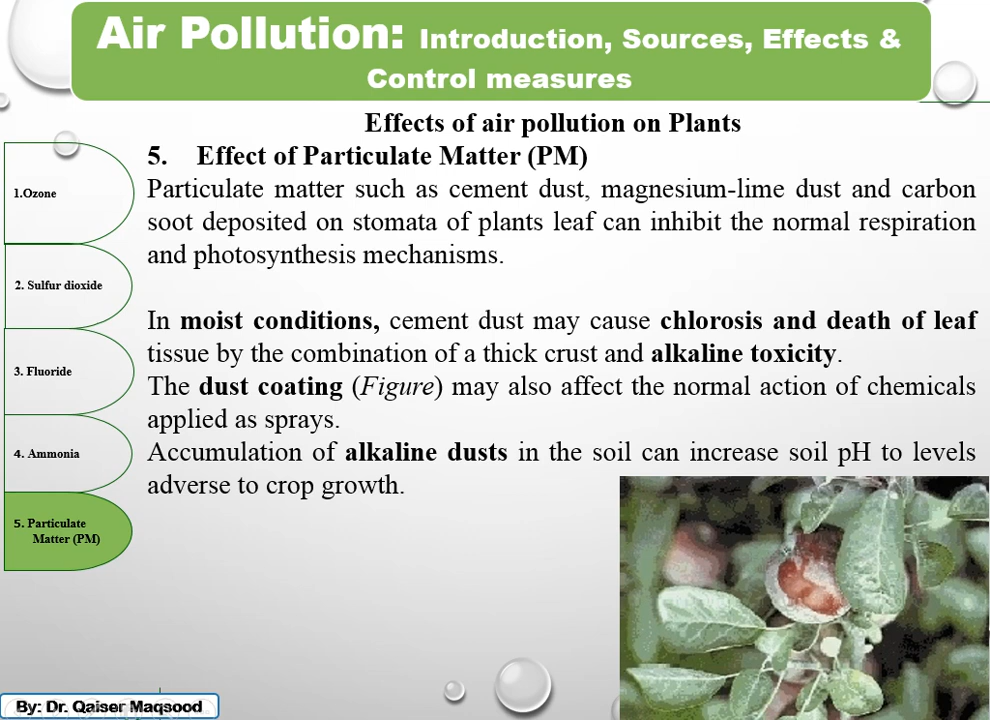 Air Pollution: Introduction, Sources, Effects &
Control measures
Effects of air pollution on Plants
5. Effect of Particulate Matter (PM)
Particulate matter such as cement dust, magnesium-lime dust and carbon
soot deposited on stomata of plants leaf can inhibit the normal respiration
and photosynthesis mechanisms.
In moist conditions, cement dust may cause chlorosis and death of leaf
tissue by the combination of a thick crust and alkaline toxicity.
The dust coating (Figure) may also affect the normal action of chemicals
applied as sprays.
Accumulation of alkaline dusts in the soil can increase soil pH to levels
adverse to crop growth.
1.Ozone
2. Sulfur dioxide
3. Fluoride
4. Ammonia
5. Particulate
Matter (PM)
By: Dr. Qaiser Maqsood